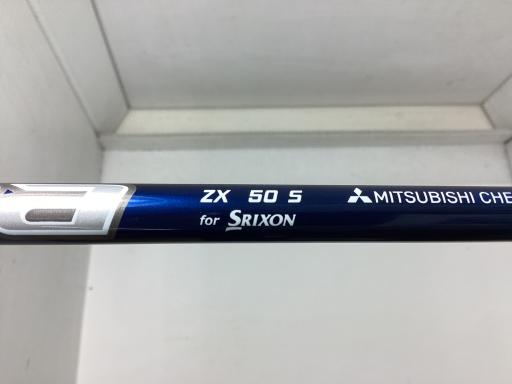 ZX 50 S MITSUBISHI CHE
for SRIXON